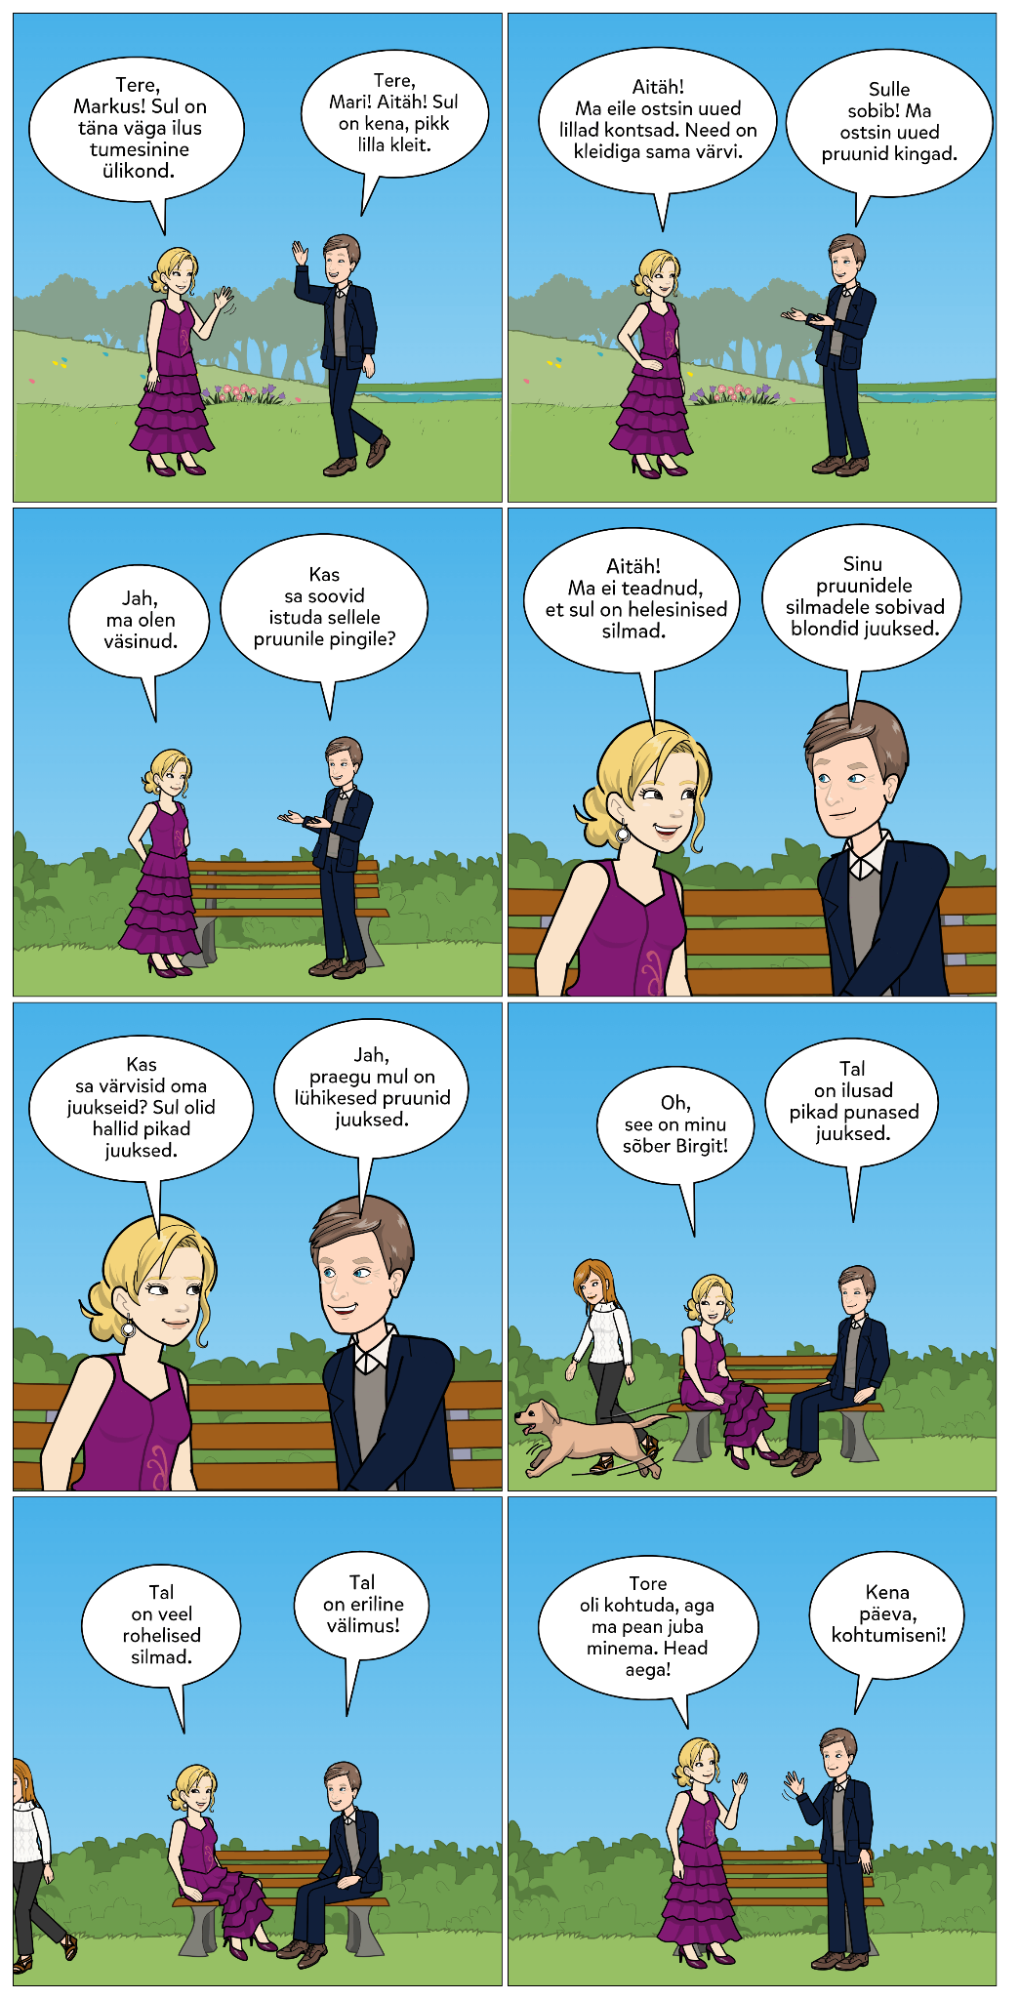 Tere,
Markus! Sul on
täna väga ilus
tumesinine
ülikond.
Tere,
Mari! Aitäh! Sul
on kena, pikk
lilla kleit.
Aitäh!
Ma eile ostsin uued
lillad kontsad. Need on
kleidiga sama värvi.
Sulle
sobib! Ma
ostsin uued
pruunid kingad.
Jah,
ma olen
väsinud.
Kas
sa soovid
istuda sellele
pruunile pingile?
Aitäh!
Ma ei teadnud,
et sul on helesinised
silmad.
Sinu
pruunidele
silmadele sobivad
blondid juuksed.
Kas
sa värvisid oma
juukseid? Sul olid
hallid pikad
juuksed.
Jah,
praegu mul on
lühikesed pruunid
juuksed.
Oh,
see on minu
sõber Birgit!
Tal
on ilusad
pikad punased
juuksed.
Tal
on veel
rohelised
silmad.
Tal
on eriline
välimus!
Tore
oli kohtuda, aga
ma pean juba
minema. Head
aega!
Kena
päeva,
kohtumiseni!